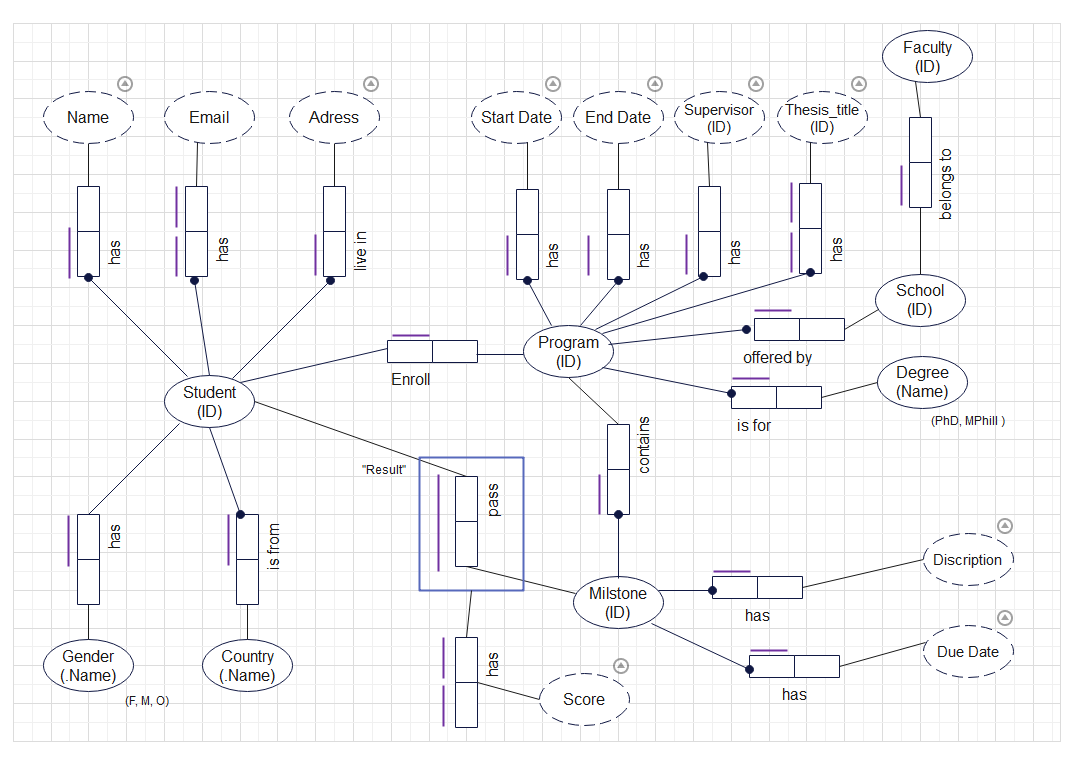 Faculty
(ID)
Name
Email
Adress
Start Date
End Date
Supervisor
(ID)
Thesis_title
(ID)
belongs to
has
has
live in
has
has
has
has
School
(ID)
Program
(ID)
offered by
Enroll
Student
(ID)
Degree
(Name)
(PhD, MPhill )
is for
contains
"Result"
pass
has
is from
Discription
Milstone
(ID)
has
Due Date
has
Gender
(.Name)
Country
(.Name)
(F, M, O)
has
Score